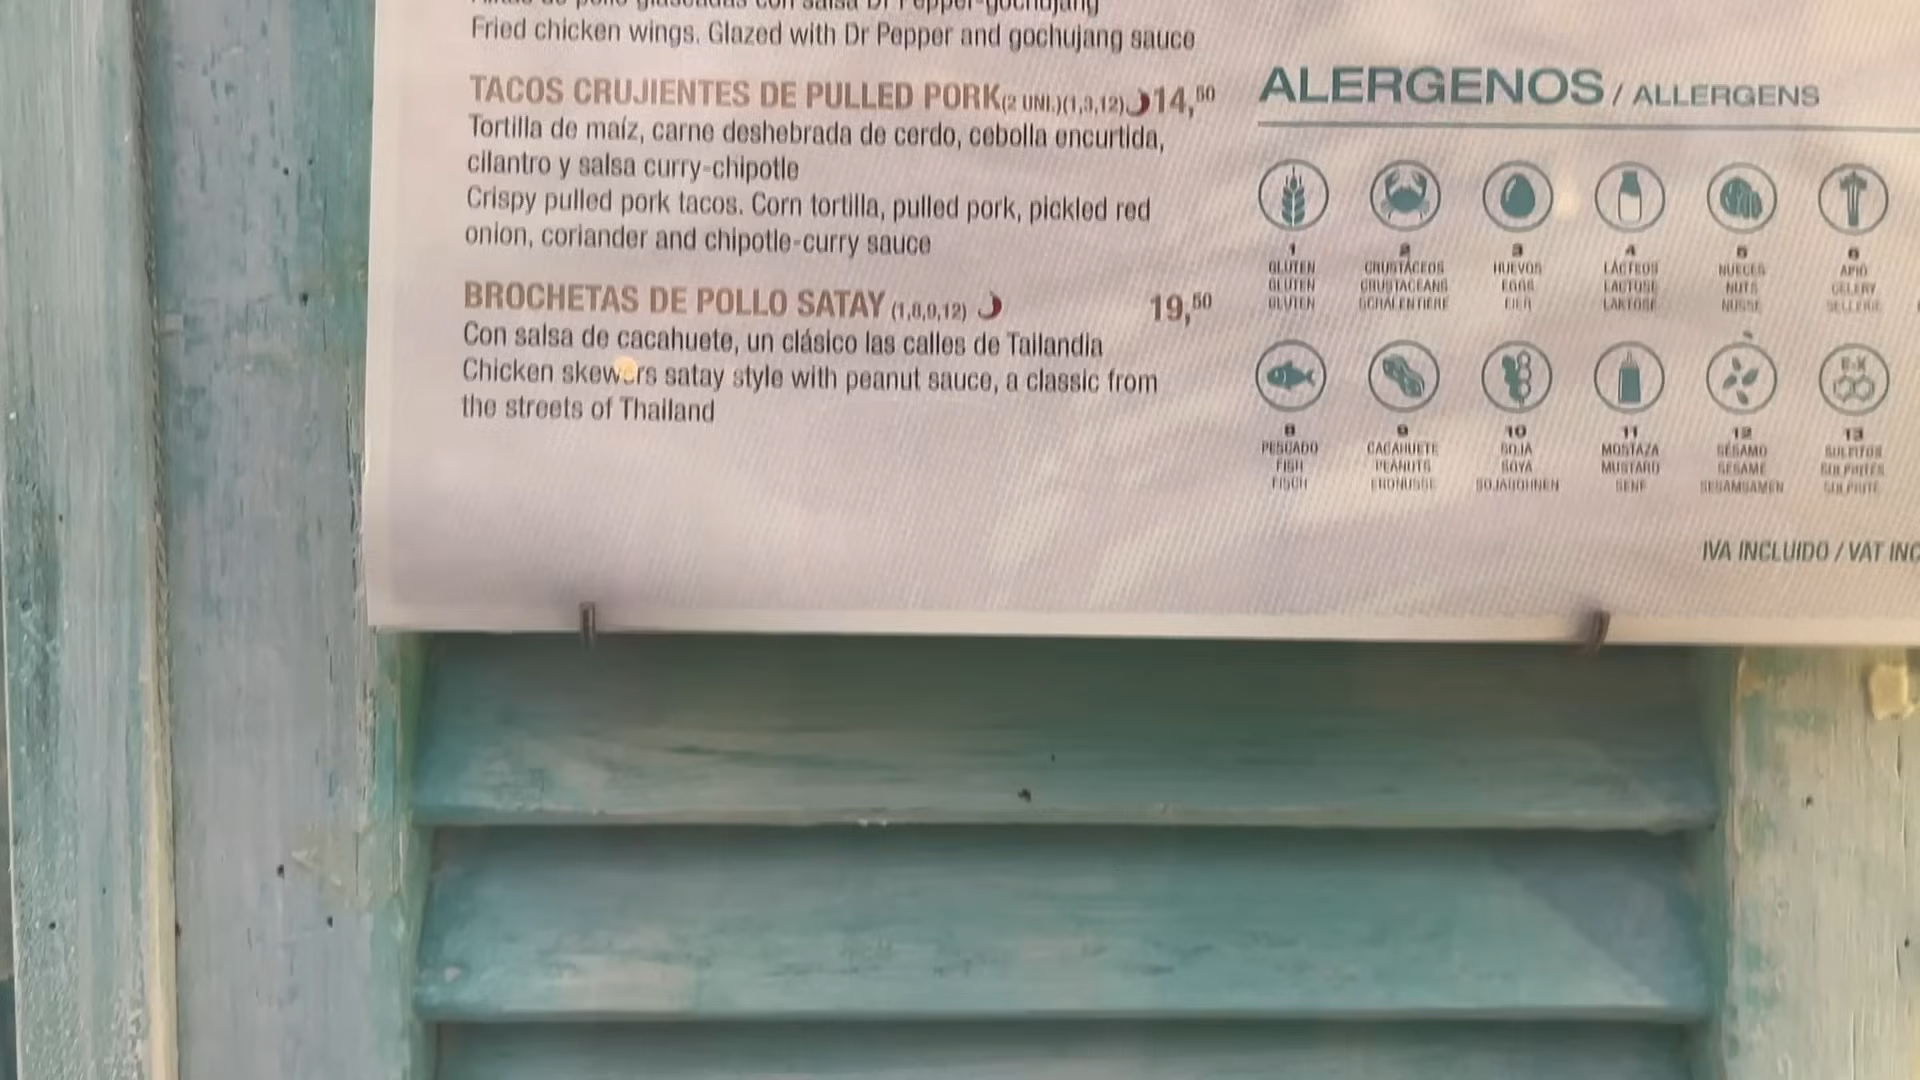 Fried chicken wings. Glazed with Dr Pepper and gochujang sauce
TACOS CRUJIENTES DE PULLED PORK (2 UNI.)(1,3,12) 14,50
Tortilla de maíz, carne deshebrada de cerdo, cebolla encurtida,
cilantro y salsa curry-chipotle
Crispy pulled pork tacos. Corn tortilla, pulled pork, pickled red
onion, coriander and chipotle-curry sauce
BROCHETAS DE POLLO SATAY (1,8,9,12) 19,50
Con salsa de cacahuete, un clásico las calles de Tailandia
Chicken skewers satay style with peanut sauce, a classic from
the streets of Thailand
ALERGENOS / ALLERGENS
1 2 3 4 5 6
GLUTEN CRUSTÁCEOS HUEVOS LÁCTEOS NUECES APIO
GLUTEN CRUSTACEANS EGGS LACTOSE NUTS CELERY
GLUTEN SCHALENTIERE EIER LAKTOSE NÜSSE SELLERIE
8 9 10 11 12 13
PESCADO CACAHUETE SOJA MOSTAZA SÉSAMO SULFITOS
FISH PEANUTS SOYA MUSTARD SESAME SULPHITES
FISCH ERDNÜSSE SOJABOHNEN SENF SESAMSAMEN
IVA INCLUIDO / VAT INC